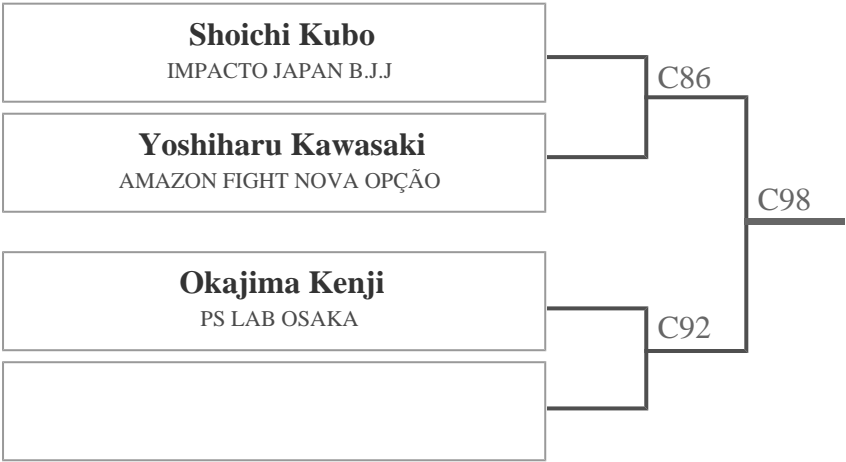 Shoichi Kubo
IMPACTO JAPAN B.J.J
C86
Yoshiharu Kawasaki
AMAZON FIGHT NOVA OPÇÃO
C98
Okajima Kenji
PS LAB OSAKA
C92